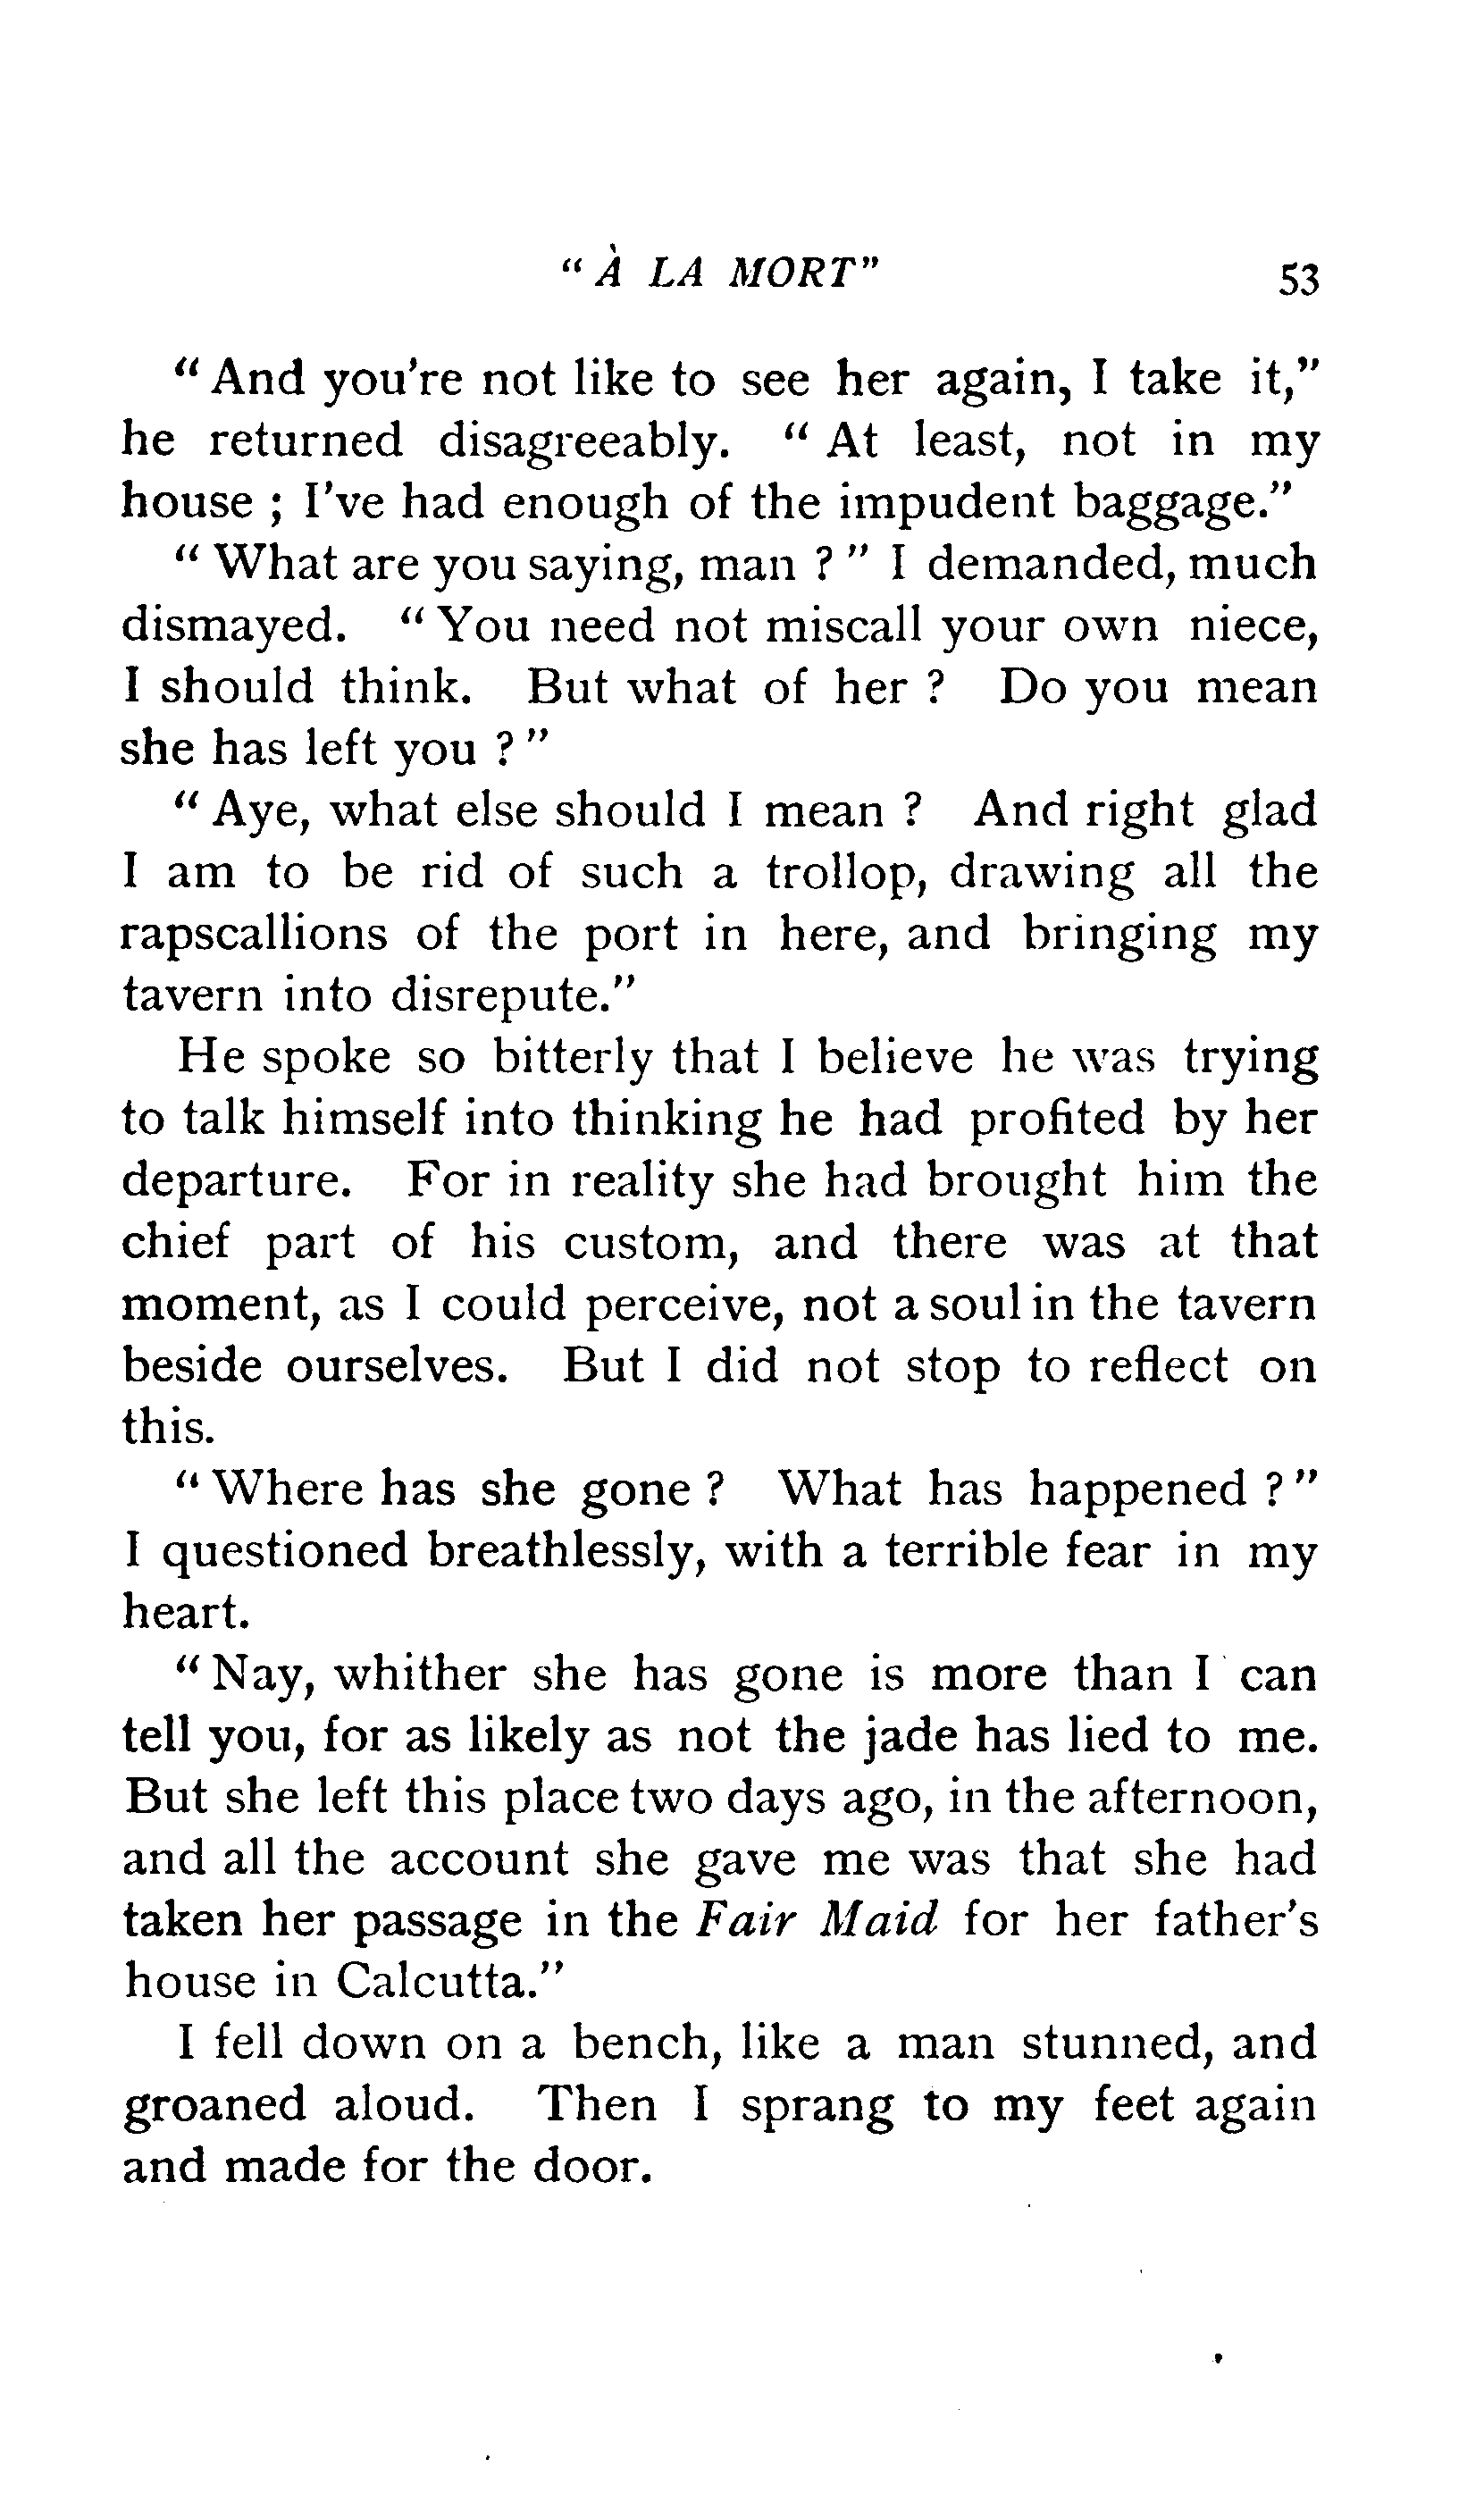 "À LA MORT" 53
"And you're not like to see her again, I take it,"
he returned disagreeably. "At least, not in my
house ; I've had enough of the impudent baggage."
"What are you saying, man ?" I demanded, much
dismayed. "You need not miscall your own niece,
I should think. But what of her ? Do you mean
she has left you ?"
"Aye, what else should I mean ? And right glad
I am to be rid of such a trollop, drawing all the
rapscallions of the port in here, and bringing my
tavern into disrepute."
He spoke so bitterly that I believe he was trying
to talk himself into thinking he had profited by her
departure. For in reality she had brought him the
chief part of his custom, and there was at that
moment, as I could perceive, not a soul in the tavern
beside ourselves. But I did not stop to reflect on
this.
"Where has she gone ? What has happened ?"
I questioned breathlessly, with a terrible fear in my
heart.
"Nay, whither she has gone is more than I can
tell you, for as likely as not the jade has lied to me.
But she left this place two days ago, in the afternoon,
and all the account she gave me was that she had
taken her passage in the Fair Maid for her father's
house in Calcutta."
I fell down on a bench, like a man stunned, and
groaned aloud. Then I sprang to my feet again
and made for the door.